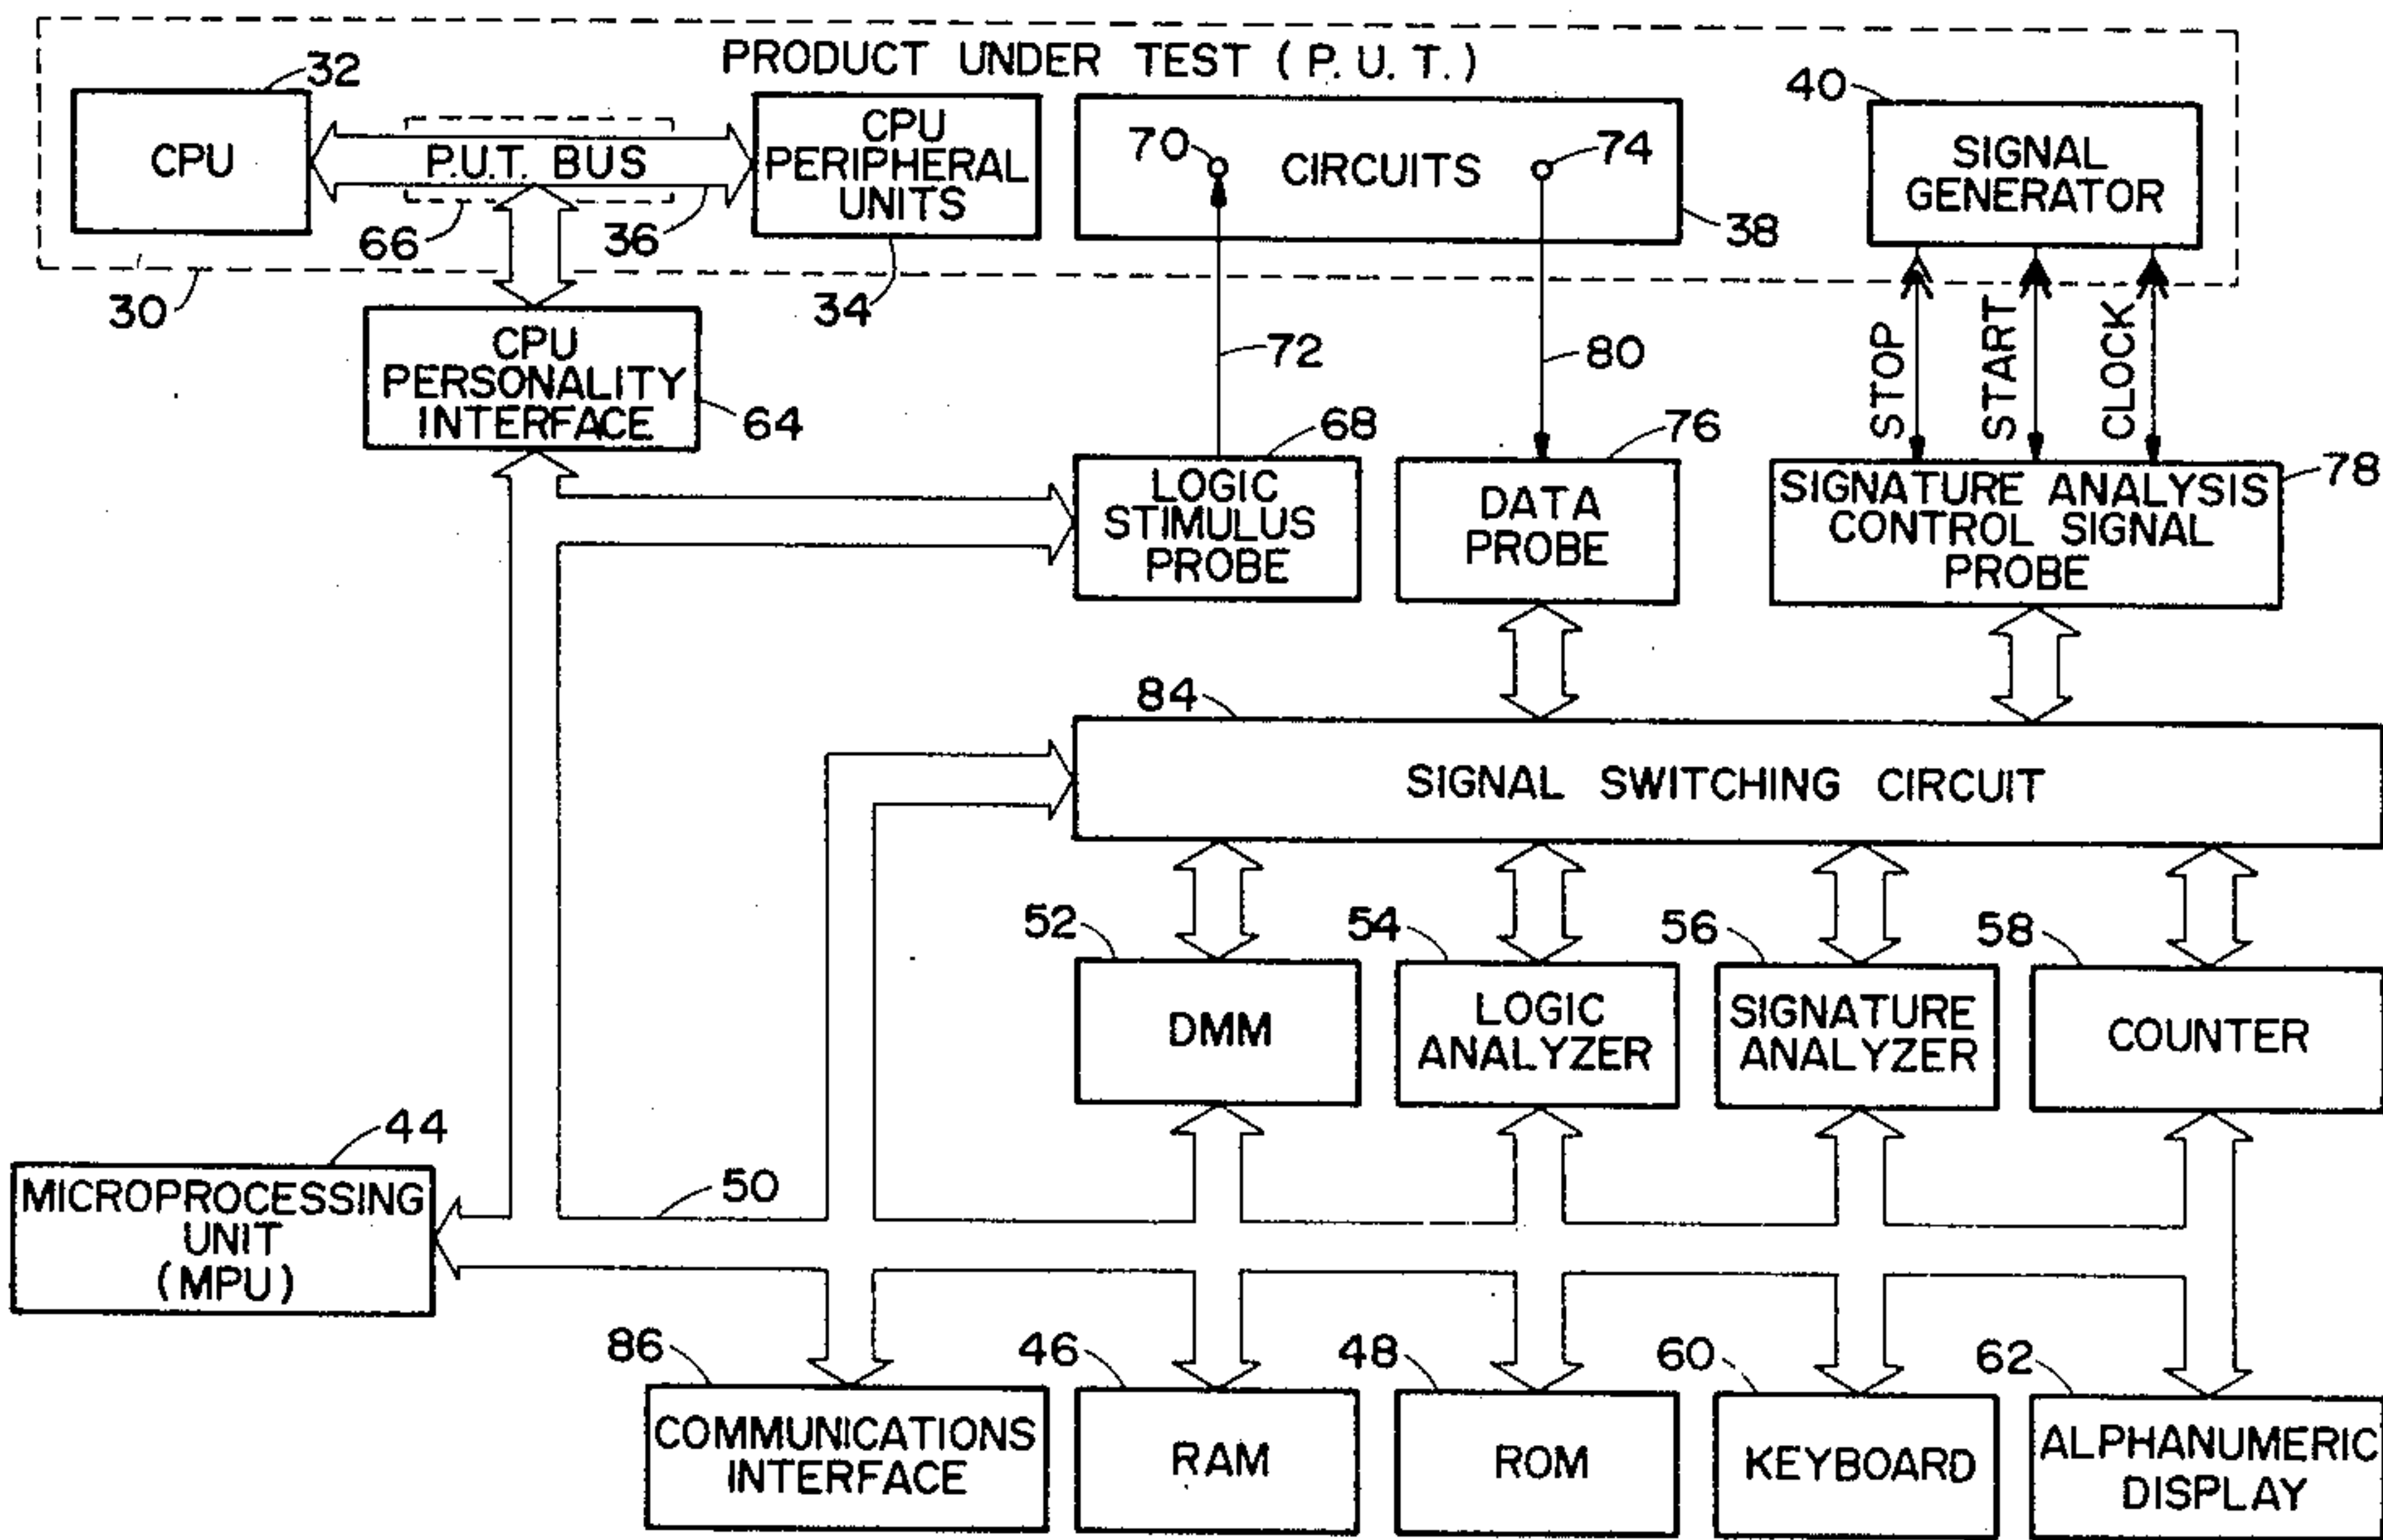 PRODUCT UNDER TEST (P.U.T.)
32
CPU
P.U.T. BUS
66
36
CPU
PERIPHERAL
UNITS
34
70
CIRCUITS
74
38
40
SIGNAL
GENERATOR
30
CPU
PERSONALITY
INTERFACE
64
72
80
STOP
START
CLOCK
68
LOGIC
STIMULUS
PROBE
76
DATA
PROBE
78
SIGNATURE ANALYSIS
CONTROL SIGNAL
PROBE
84
SIGNAL SWITCHING CIRCUIT
52
DMM
54
LOGIC
ANALYZER
56
SIGNATURE
ANALYZER
58
COUNTER
44
MICROPROCESSING
UNIT
(MPU)
50
86
COMMUNICATIONS
INTERFACE
46
RAM
48
ROM
60
KEYBOARD
62
ALPHANUMERIC
DISPLAY